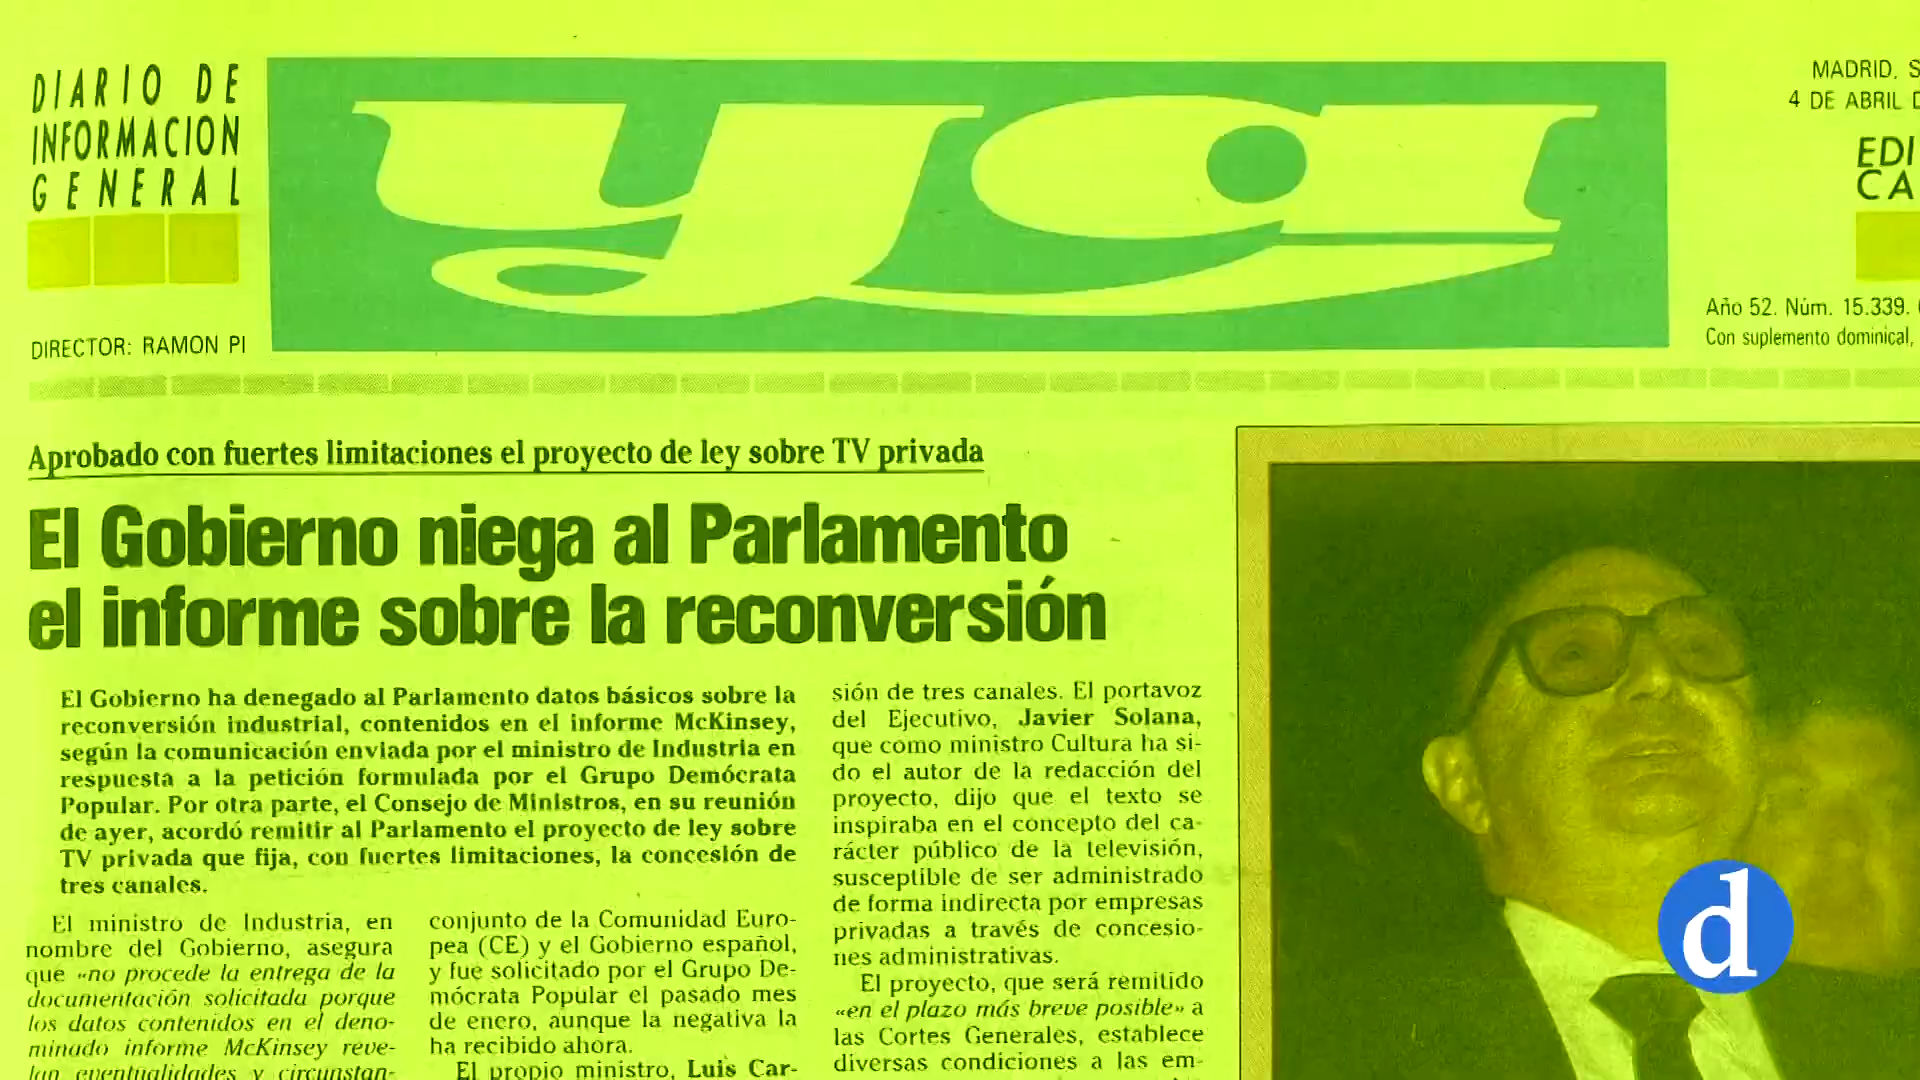 DIARIO DE
INFORMACION
GENERAL
DIRECTOR: RAMON PI
ya
MADRID, S
4 DE ABRIL D
EDI
CA
Año 52. Núm. 15.339.
Con suplemento dominical,
Aprobado con fuertes limitaciones el proyecto de ley sobre TV privada
El Gobierno niega al Parlamento
el informe sobre la reconversión
El Gobierno ha denegado al Parlamento datos básicos sobre la
reconversión industrial, contenidos en el informe McKinsey,
según la comunicación enviada por el ministro de Industria en
respuesta a la petición formulada por el Grupo Demócrata
Popular. Por otra parte, el Consejo de Ministros, en su reunión
de ayer, acordó remitir al Parlamento el proyecto de ley sobre
TV privada que fija, con fuertes limitaciones, la concesión de
tres canales.
El ministro de Industria, en
nombre del Gobierno, asegura
que «no procede la entrega de la
documentación solicitada porque
los datos contenidos en el deno-
minado informe McKinsey reve-
lan eventualidades y circunstan-
conjunto de la Comunidad Euro-
pea (CE) y el Gobierno español,
y fue solicitado por el Grupo De-
mócrata Popular el pasado mes
de enero, aunque la negativa la
ha recibido ahora.
El propio ministro, Luis Car-
sión de tres canales. El portavoz
del Ejecutivo, Javier Solana,
que como ministro Cultura ha si-
do el autor de la redacción del
proyecto, dijo que el texto se
inspiraba en el concepto del ca-
rácter público de la televisión,
susceptible de ser administrado
de forma indirecta por empresas
privadas a través de concesio-
nes administrativas.
El proyecto, que será remitido
«en el plazo más breve posible» a
las Cortes Generales, establece
diversas condiciones a las em-
d